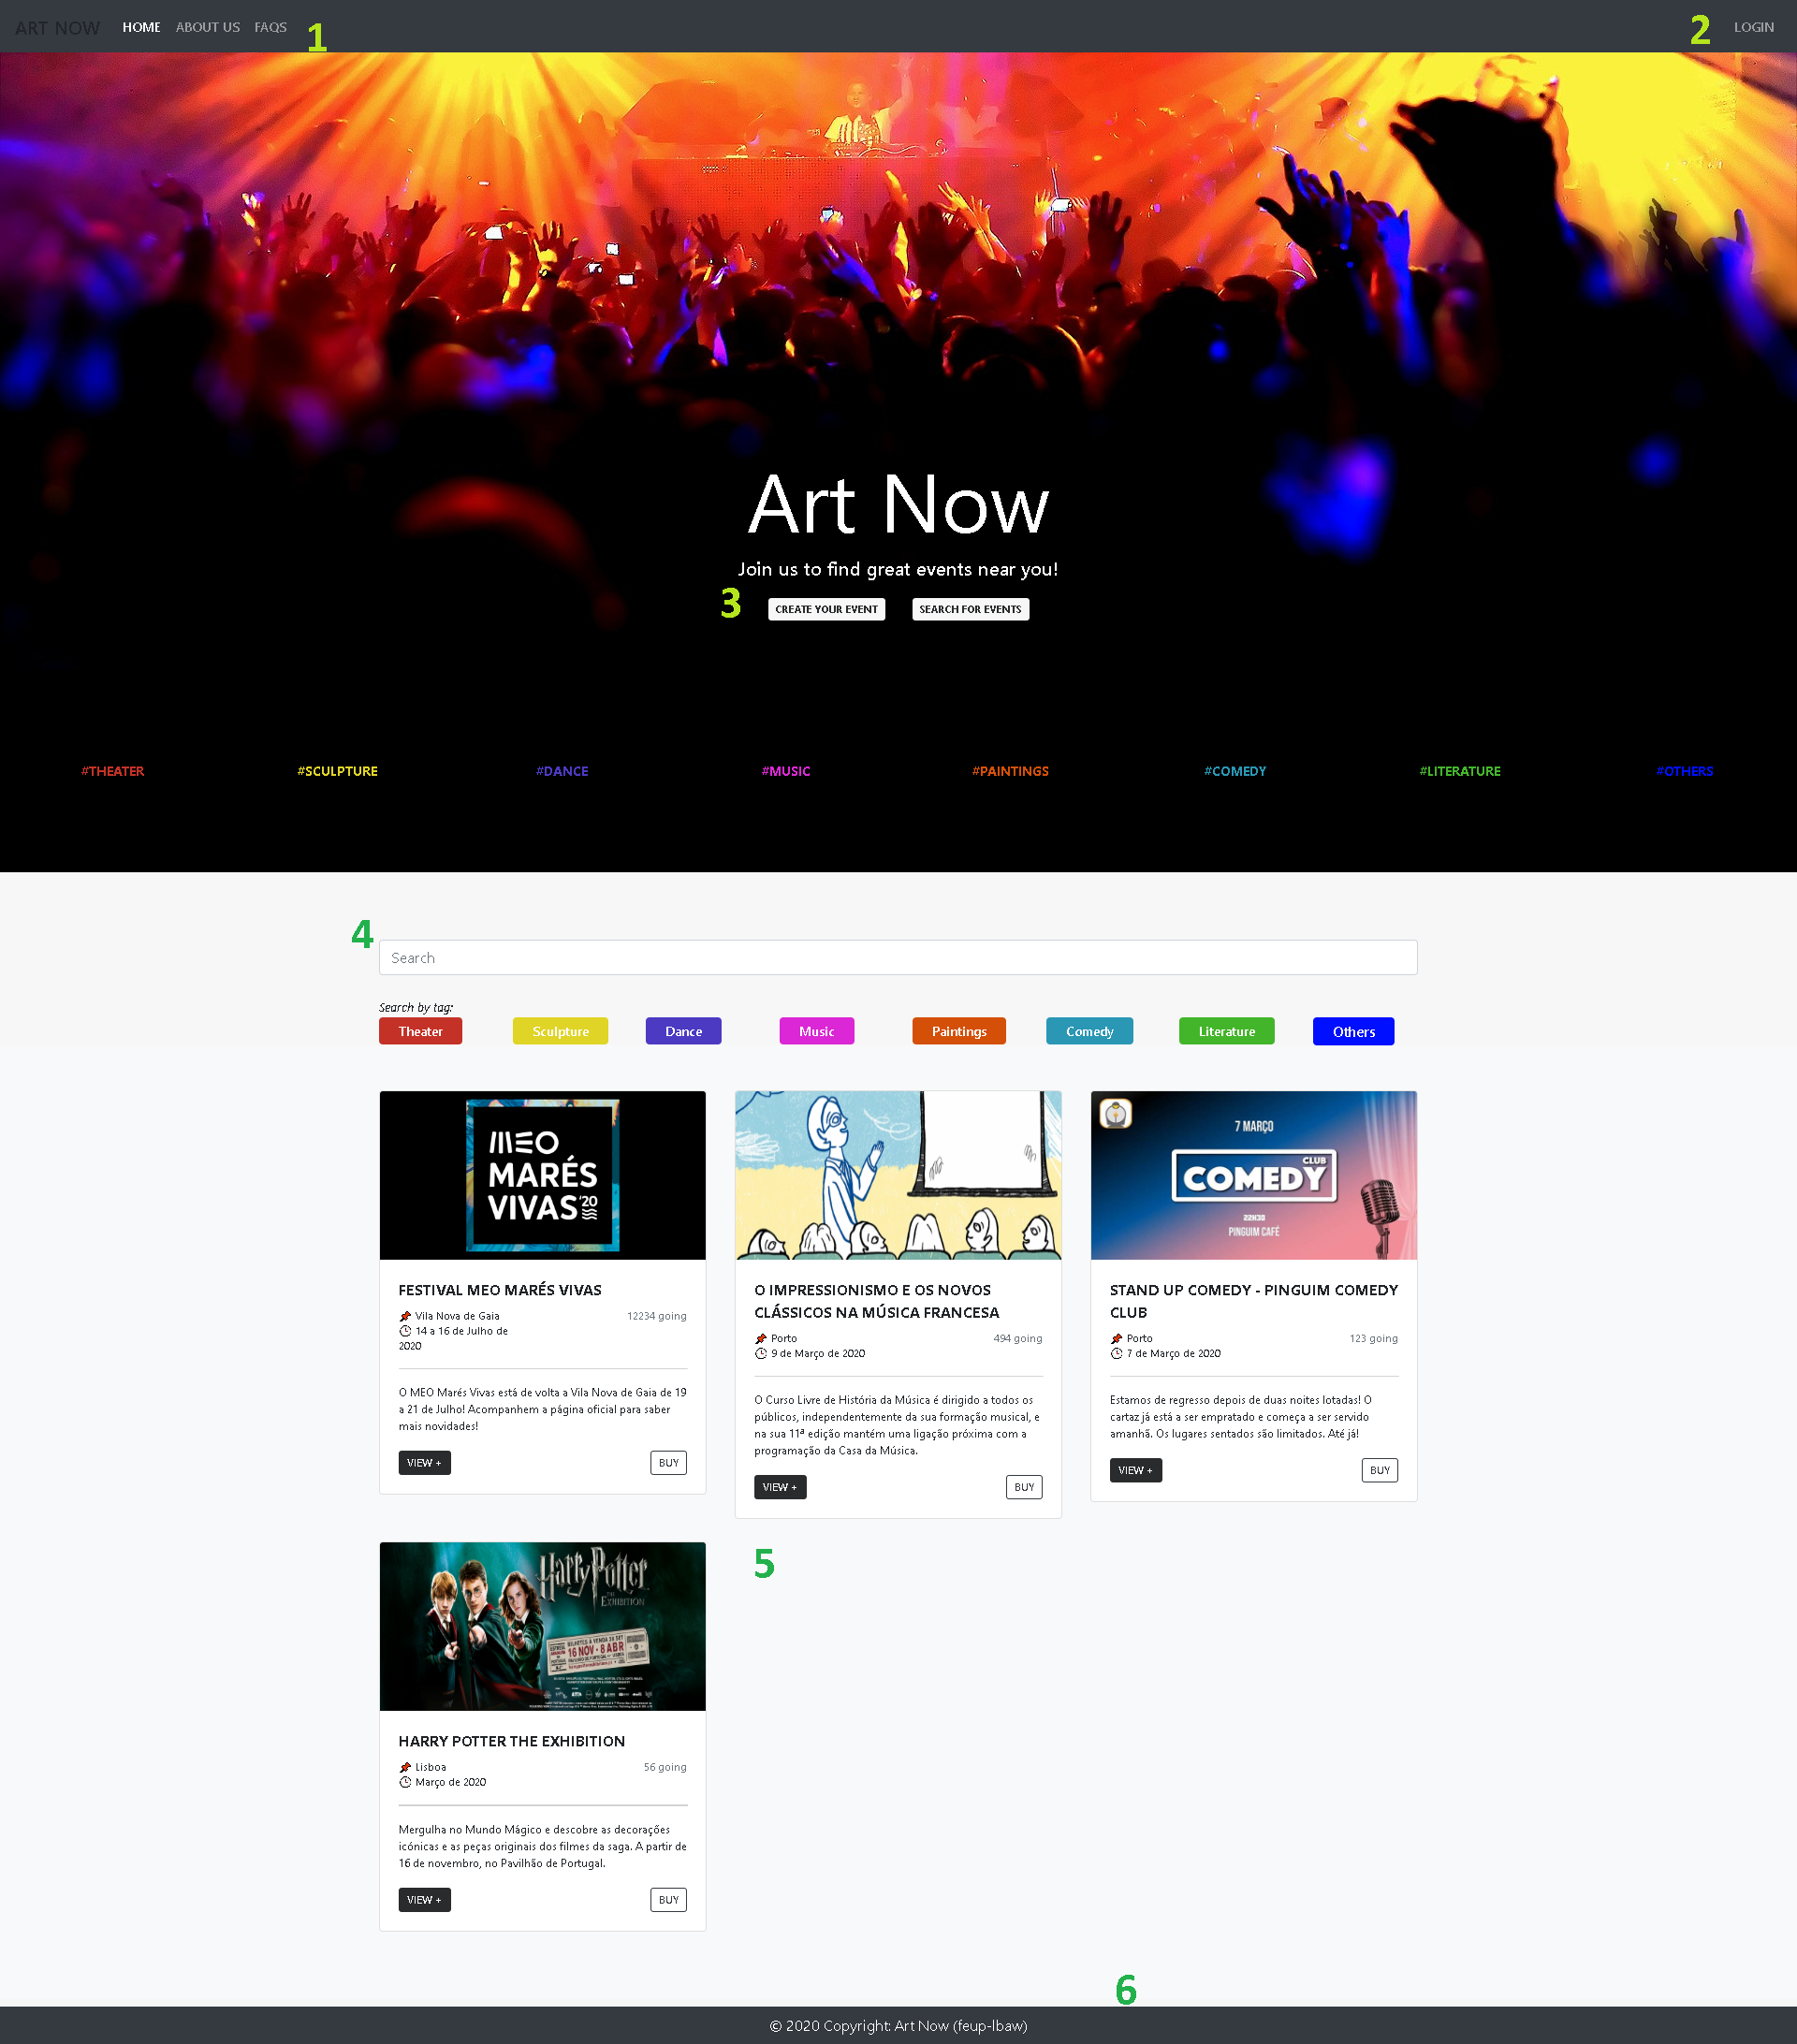 ART NOW HOME ABOUT US FAQS 1 2 LOGIN
Art Now
Join us to find great events near you!
3 CREATE YOUR EVENT SEARCH FOR EVENTS
#THEATER #SCULPTURE #DANCE #MUSIC #PAINTINGS #COMEDY #LITERATURE #OTHERS
4
Search
Search by tag:
Theater Sculpture Dance Music Paintings Comedy Literature Others
MEO
MARÉS
VIVAS '20
FESTIVAL MEO MARÉS VIVAS
Vila Nova de Gaia 12234 going
14 a 16 de Julho de
2020
O MEO Marés Vivas está de volta a Vila Nova de Gaia de 19
a 21 de Julho! Acompanhem a página oficial para saber
mais novidades!
VIEW + BUY
O IMPRESSIONISMO E OS NOVOS
CLÁSSICOS NA MÚSICA FRANCESA
Porto 494 going
9 de Março de 2020
O Curso Livre de História da Música é dirigido a todos os
públicos, independentemente da sua formação musical, e
na sua 11ª edição mantém uma ligação próxima com a
programação da Casa da Música.
VIEW + BUY
7 MARÇO
CLUB
COMEDY
22H30
PINGUIM CAFÉ
STAND UP COMEDY - PINGUIM COMEDY
CLUB
Porto 123 going
7 de Março de 2020
Estamos de regresso depois de duas noites lotadas! O
cartaz já está a ser empratado e começa a ser servido
amanhã. Os lugares sentados são limitados. Até já!
VIEW + BUY
Harry Potter
THE EXHIBITION
16 NOV - 8 ABR
5
HARRY POTTER THE EXHIBITION
Lisboa 56 going
Março de 2020
Mergulha no Mundo Mágico e descobre as decorações
icónicas e as peças originais dos filmes da saga. A partir de
16 de novembro, no Pavilhão de Portugal.
VIEW + BUY
6
© 2020 Copyright: Art Now (feup-lbaw)